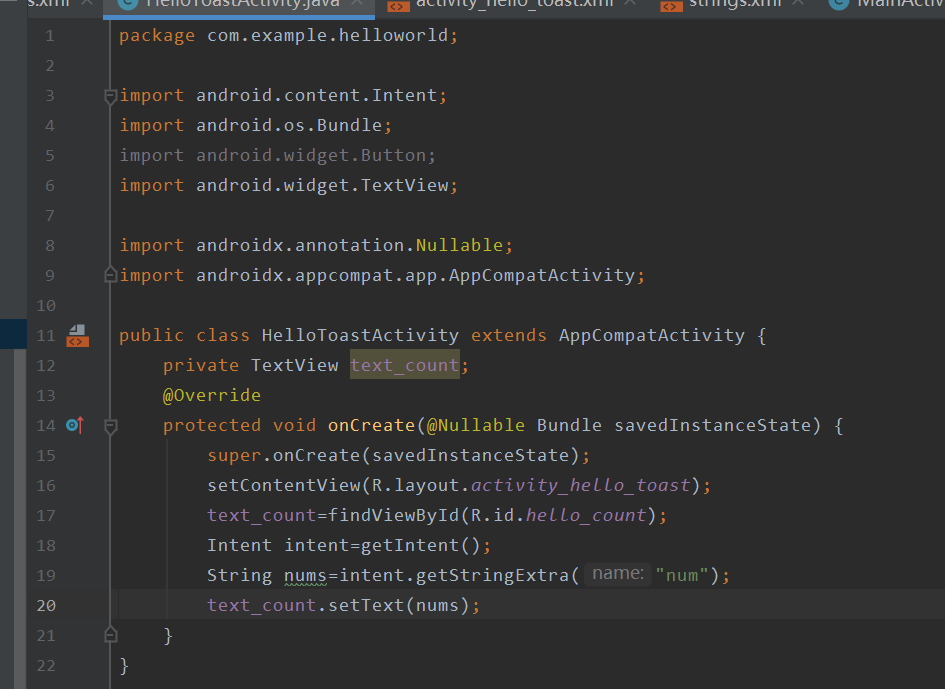 s.xml HelloToastActivity.java activity_hello_toast.xml strings.xml
1 package com.example.helloworld;
2
3 import android.content.Intent;
4 import android.os.Bundle;
5 import android.widget.Button;
6 import android.widget.TextView;
7
8 import androidx.annotation.Nullable;
9 import androidx.appcompat.app.AppCompatActivity;
10
11 public class HelloToastActivity extends AppCompatActivity {
12 private TextView text_count;
13 @Override
14 protected void onCreate(@Nullable Bundle savedInstanceState) {
15 super.onCreate(savedInstanceState);
16 setContentView(R.layout.activity_hello_toast);
17 text_count=findViewById(R.id.hello_count);
18 Intent intent=getIntent();
19 String nums=intent.getStringExtra( name: "num");
20 text_count.setText(nums);
21 }
22 }